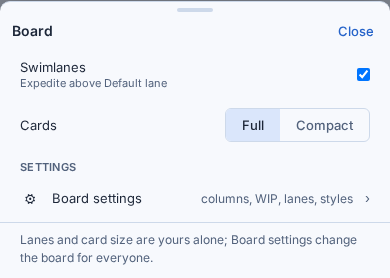 Board
Close
Swimlanes
Expedite above Default lane
Cards
Full
Compact
SETTINGS
Board settings
columns, WIP, lanes, styles
Lanes and card size are yours alone; Board settings change
the board for everyone.